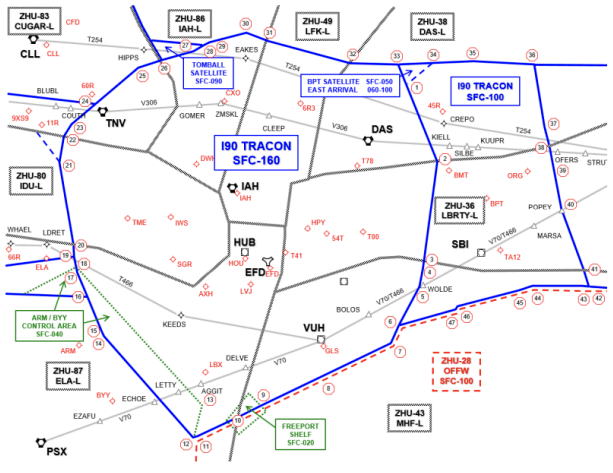 ZHU-83
CUGAR-L
CFD
CLL
CLL
T254
HIPPS
ZHU-86
IAH-L
27
28
29
30
31
ZHU-49
LFK-L
ZHU-38
DAS-L
TOMBALL
SATELLITE
SFC-090
EAKES
T254
BPT SATELLITE SFC-050
EAST ARRIVAL 060-100
32
33
34
35
36
1
I90 TRACON
SFC-100
25
26
60R
BLUBL
24
COUTH
TNV
V306
GOMER
ZMSKL
CXO
CLEEP
6R3
45R
CREPO
T254
9XS9
11R
23
22
I90 TRACON
SFC-160
V306
DAS
KIELL
SILBE
KUUPR
37
38
OFERS
STRUT
39
21
DWH
T78
2
BMT
ORG
ZHU-80
IDU-L
IAH
IAH
ZHU-36
LBRTY-L
BPT
POPEY
40
TME
IWS
HPY
54T
T00
V70/T466
MARSA
WHAEL
LDRET
20
66R
ELA
19
18
17
SGR
HUB
HOU
EFD
EFD
T41
SBI
TA12
3
4
5
41
T466
AXH
LVJ
WOLDE
V70/T466
BOLOS
16
47
46
45
44
43
42
ARM / BYY
CONTROL AREA
SFC-040
15
14
ARM
KEEDS
VUH
GLS
6
7
ZHU-28
OFFW
SFC-100
ZHU-87
ELA-L
LBX
DELVE
V70
BYY
LETTY
AGGIT
ECHOE
13
8
9
10
EZAFU
V70
12
11
FREEPORT
SHELF
SFC-020
ZHU-43
MHF-L
PSX